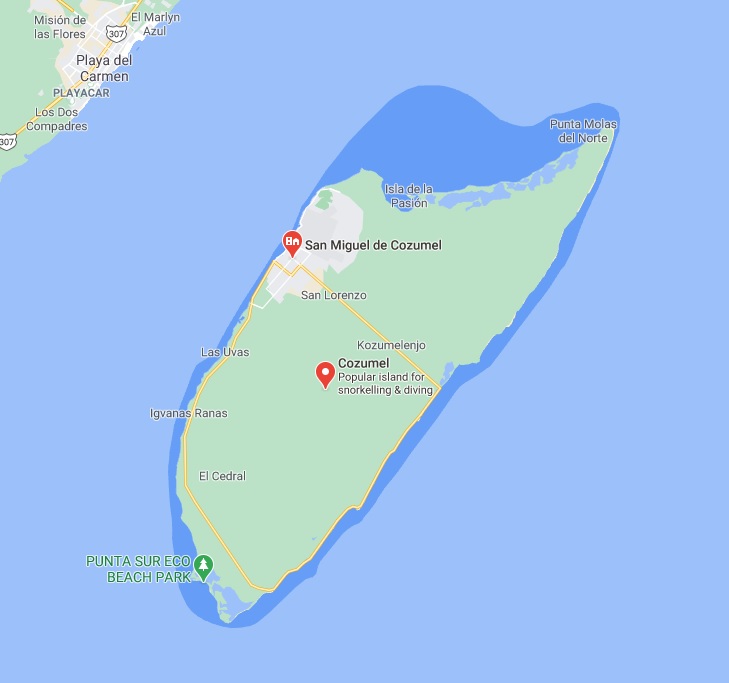 Misión de
las Flores
El Marlyn
Azul
307
Playa del
Carmen
PLAYACAR
Los Dos
Compadres
307
Punta Molas
del Norte
Isla de la
Pasión
San Miguel de Cozumel
San Lorenzo
Kozumelenjo
Las Uvas
Cozumel
Popular island for
snorkelling & diving
Igvanas Ranas
El Cedral
PUNTA SUR ECO
BEACH PARK